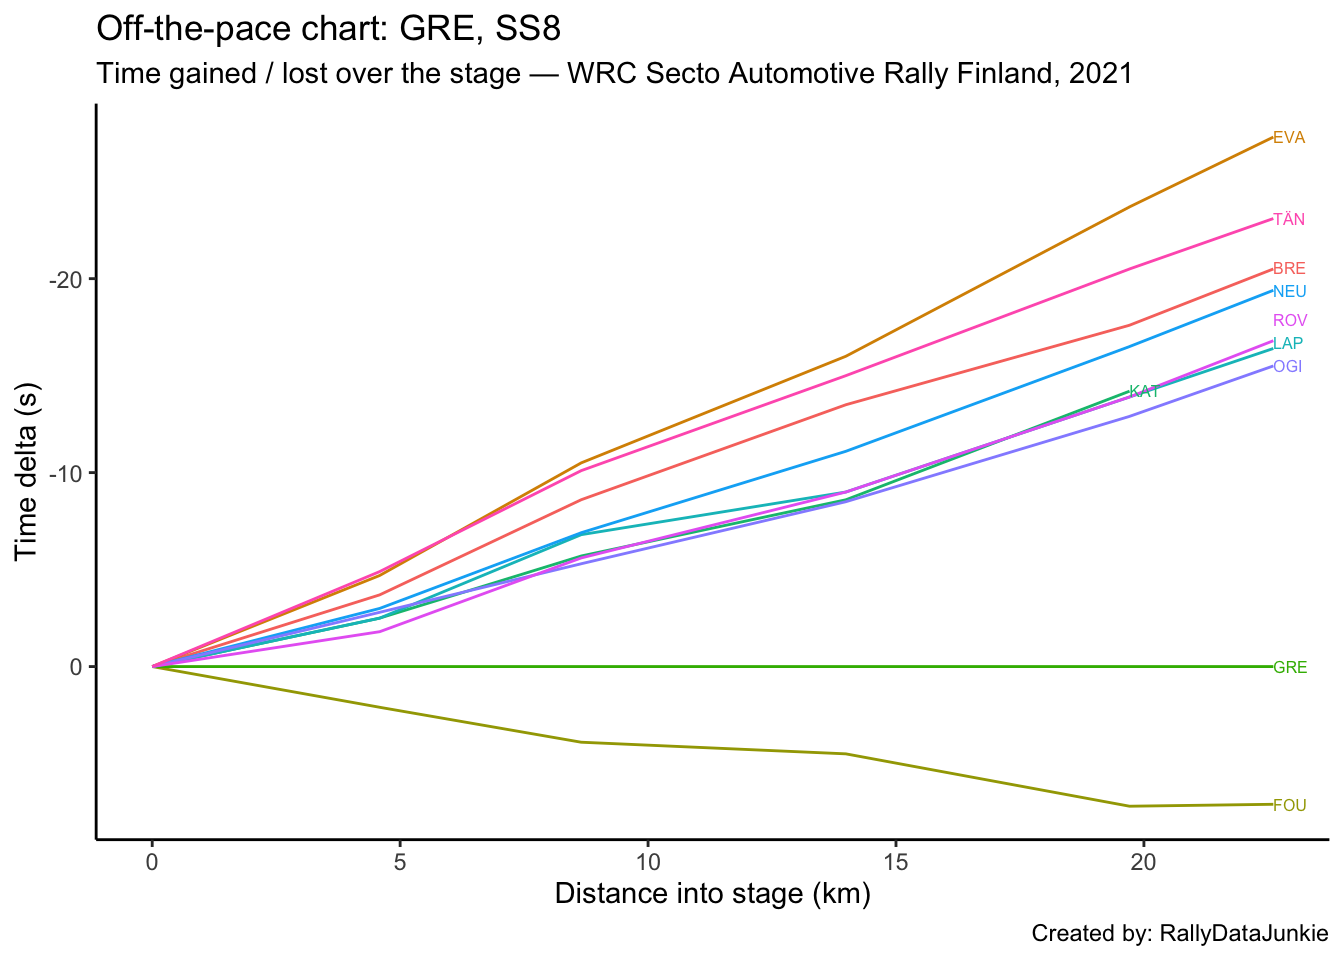 Off-the-pace chart: GRE, SS8
Time gained / lost over the stage — WRC Secto Automotive Rally Finland, 2021
EVA
TÄN
BRE
NEU
ROV
LAP
OGI
KAT
GRE
FOU
-20
-10
0
Time delta (s)
0 5 10 15 20
Distance into stage (km)
Created by: RallyDataJunkie